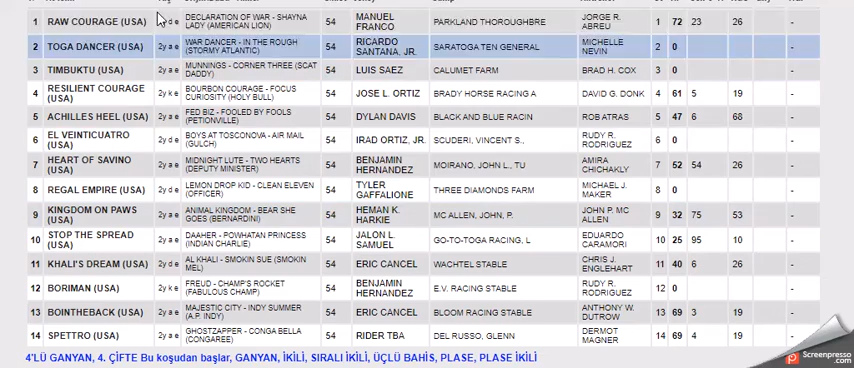 1 RAW COURAGE (USA) 2y d e DECLARATION OF WAR - SHAYNA LADY (AMERICAN LION) 54 MANUEL FRANCO PARKLAND THOROUGHBRE JORGE R. ABREU 1 72 23 26 -
2 TOGA DANCER (USA) 2y a e WAR DANCER - IN THE ROUGH (STORMY ATLANTIC) 54 RICARDO SANTANA, JR. SARATOGA TEN GENERAL MICHELLE NEVIN 2 0 -
3 TIMBUKTU (USA) 2y a e MUNNINGS - CORNER THREE (SCAT DADDY) 54 LUIS SAEZ CALUMET FARM BRAD H. COX 3 0 -
4 RESILIENT COURAGE (USA) 2y k e BOURBON COURAGE - FOCUS CURIOSITY (HOLY BULL) 54 JOSE L. ORTIZ BRADY HORSE RACING A DAVID G. DONK 4 61 5 19 -
5 ACHILLES HEEL (USA) 2y a e FED BIZ - FOOLED BY FOOLS (PETIONVILLE) 54 DYLAN DAVIS BLACK AND BLUE RACIN ROB ATRAS 5 47 6 68 -
6 EL VEINTICUATRO (USA) 2y d e BOYS AT TOSCONOVA - AIR MAIL (GULCH) 54 IRAD ORTIZ, JR. SCUDERI, VINCENT S., RUDY R. RODRIGUEZ 6 0 -
7 HEART OF SAVINO (USA) 2y a e MIDNIGHT LUTE - TWO HEARTS (DEPUTY MINISTER) 54 BENJAMIN HERNANDEZ MOIRANO, JOHN L., TU AMIRA CHICHAKLY 7 52 54 26 -
8 REGAL EMPIRE (USA) 2y d e LEMON DROP KID - CLEAN ELEVEN (OFFICER) 54 TYLER GAFFALIONE THREE DIAMONDS FARM MICHAEL J. MAKER 8 0 -
9 KINGDOM ON PAWS (USA) 2y a e ANIMAL KINGDOM - BEAR SHE GOES (BERNARDINI) 54 HEMAN K. HARKIE MC ALLEN, JOHN, P. JOHN P. MC ALLEN 9 32 75 53 -
10 STOP THE SPREAD (USA) 2y a e DAAHER - POWHATAN PRINCESS (INDIAN CHARLIE) 54 JALON L. SAMUEL GO-TO-TOGA RACING, L EDUARDO CARAMORI 10 25 95 10 -
11 KHALI'S DREAM (USA) 2y d e AL KHALI - SMOKIN SUE (SMOKIN MEL) 54 ERIC CANCEL WACHTEL STABLE CHRIS J. ENGLEHART 11 40 6 26 -
12 BORIMAN (USA) 2y k e FREUD - CHAMP'S ROCKET (FABULOUS CHAMP) 54 BENJAMIN HERNANDEZ E.V. RACING STABLE RUDY R. RODRIGUEZ 12 0 -
13 BOINTHEBACK (USA) 2y a e MAJESTIC CITY - INDY SUMMER (A.P. INDY) 54 ERIC CANCEL BLOOM RACING STABLE ANTHONY W. DUTROW 13 69 3 19 -
14 SPETTRO (USA) 2y a e GHOSTZAPPER - CONGA BELLA (CONGAREE) 54 RIDER TBA DEL RUSSO, GLENN DERMOT MAGNER 14 69 4 19 -
4'LÜ GANYAN, 4. ÇİFTE Bu koşudan başlar, GANYAN, İKİLİ, SIRALI İKİLİ, ÜÇLÜ BAHİS, PLASE, PLASE İKİLİ
Screenpresso.com